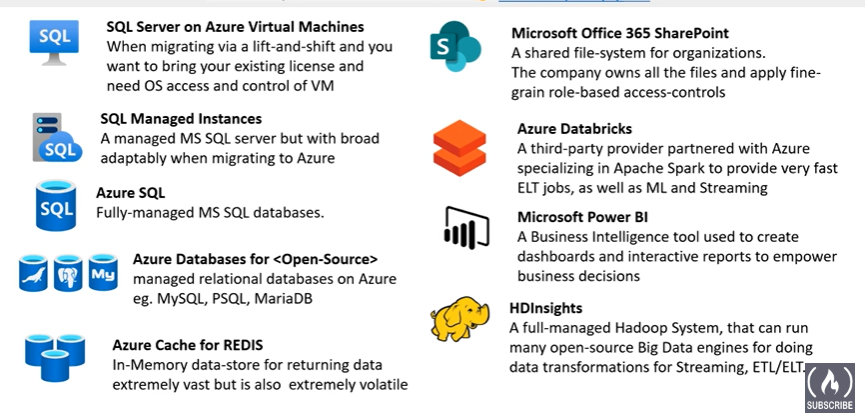 SQL
SQL Server on Azure Virtual Machines
When migrating via a lift-and-shift and you
want to bring your existing license and
need OS access and control of VM
SQL
SQL Managed Instances
A managed MS SQL server but with broad
adaptably when migrating to Azure
SQL
Azure SQL
Fully-managed MS SQL databases.
My
Azure Databases for <Open-Source>
managed relational databases on Azure
eg. MySQL, PSQL, MariaDB
Azure Cache for REDIS
In-Memory data-store for returning data
extremely vast but is also extremely volatile
S
Microsoft Office 365 SharePoint
A shared file-system for organizations.
The company owns all the files and apply fine-
grain role-based access-controls
Azure Databricks
A third-party provider partnered with Azure
specializing in Apache Spark to provide very fast
ELT jobs, as well as ML and Streaming
Microsoft Power BI
A Business Intelligence tool used to create
dashboards and interactive reports to empower
business decisions
HDInsights
A full-managed Hadoop System, that can run
many open-source Big Data engines for doing
data transformations for Streaming, ETL/ELT.
SUBSCRIBE